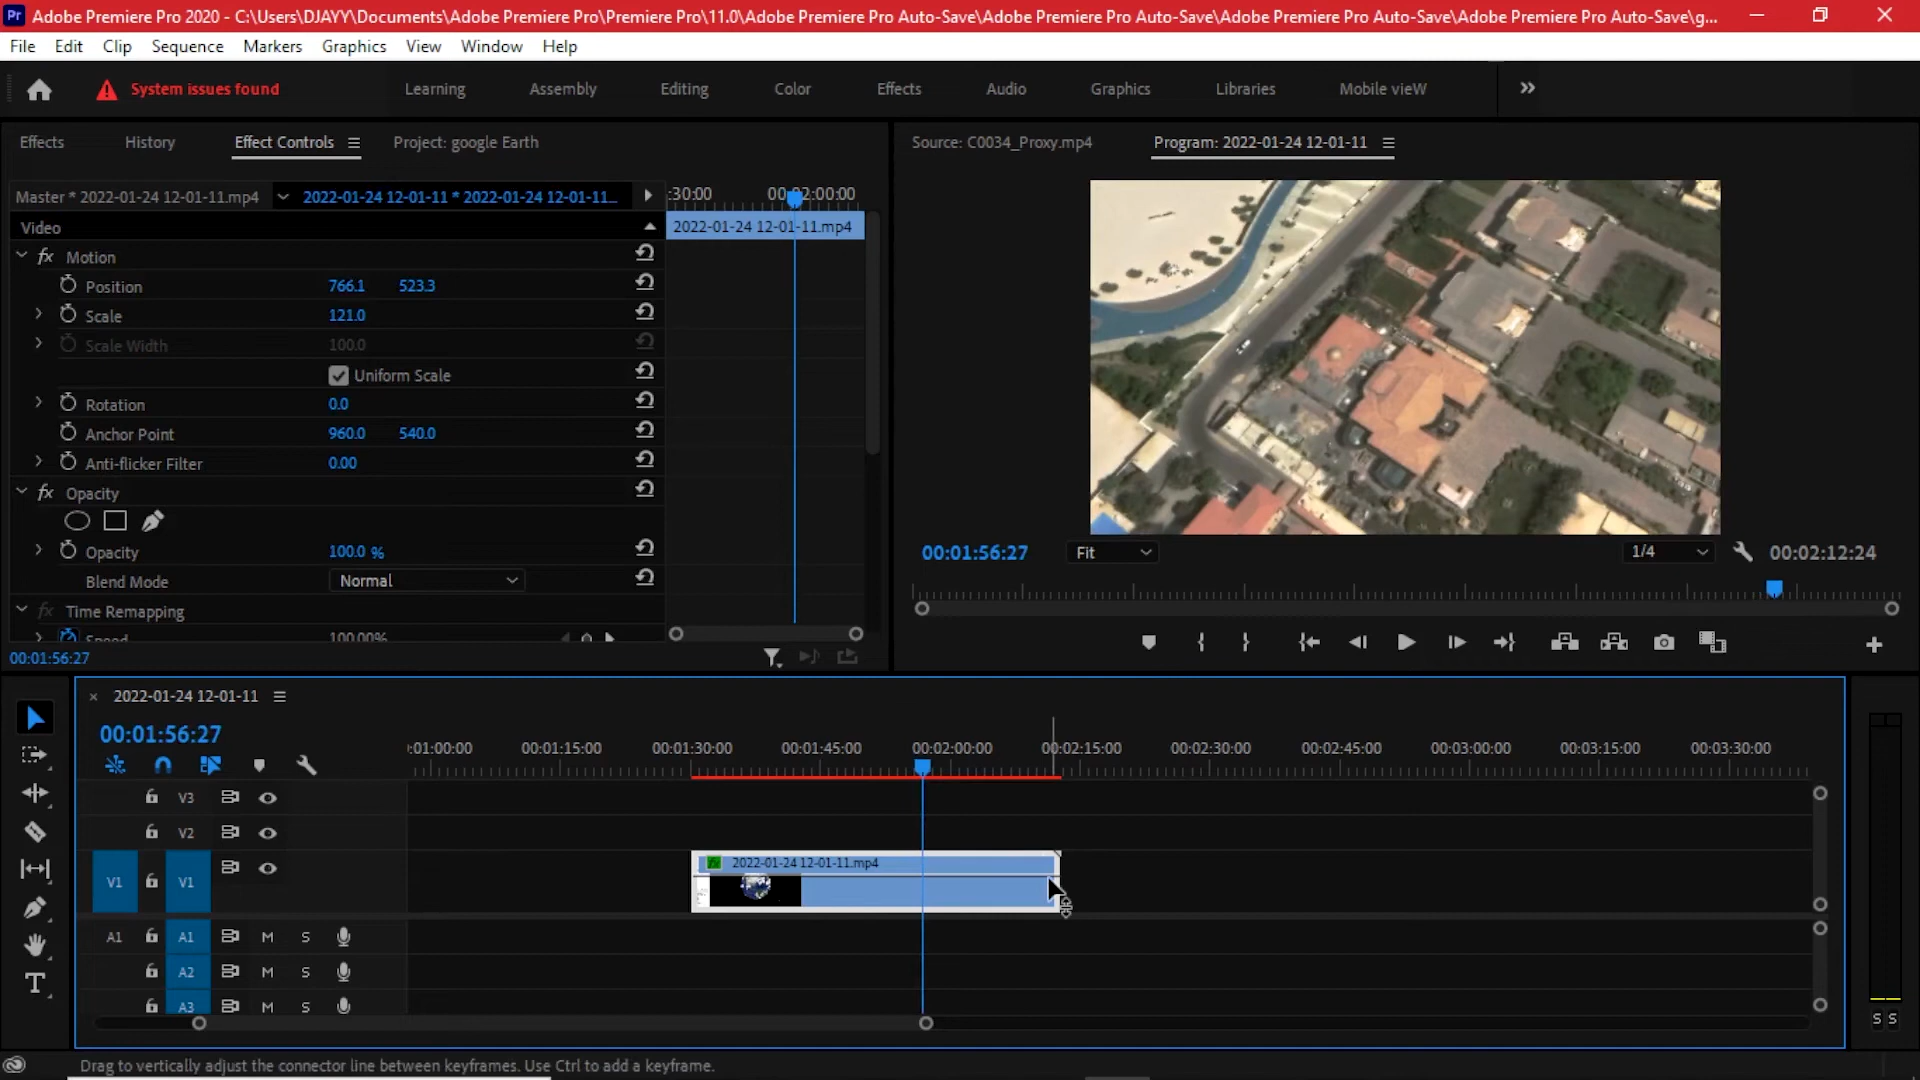 Adobe Premiere Pro 2020 - C:\Users\DJAYY\Documents\Adobe Premiere Pro\Premiere Pro\11.0\Adobe Premiere Pro Auto-Save\Adobe Premiere Pro Auto-Save\Adobe Premiere Pro Auto-Save\Adobe Premiere Pro Auto-Save\g...
File Edit Clip Sequence Markers Graphics View Window Help
System issues found Learning Assembly Editing Color Effects Audio Graphics Libraries Mobile vieW
Effects History Effect Controls Project: google Earth Source: C0034_Proxy.mp4 Program: 2022-01-24 12-01-11
Master * 2022-01-24 12-01-11.mp4 2022-01-24 12-01-11 * 2022-01-24 12-01-11... :30:00 00:02:00:00
Video 2022-01-24 12-01-11.mp4
fx Motion
Position 766.1 523.3
Scale 121.0
Scale Width 100.0
Uniform Scale
Rotation 0.0
Anchor Point 960.0 540.0
Anti-flicker Filter 0.00
fx Opacity
Opacity 100.0 %
00:01:56:27 Fit 1/4 00:02:12:24
Blend Mode Normal
fx Time Remapping
Speed 100.00%
00:01:56:27
2022-01-24 12-01-11
00:01:56:27
:01:00:00 00:01:15:00 00:01:30:00 00:01:45:00 00:02:00:00 00:02:15:00 00:02:30:00 00:02:45:00 00:03:00:00 00:03:15:00 00:03:30:00
V3
V2
2022-01-24 12-01-11.mp4
V1 V1
A1 A1 M S
A2 M S
A3 M S
S S
Drag to vertically adjust the connector line between keyframes. Use Ctrl to add a keyframe.